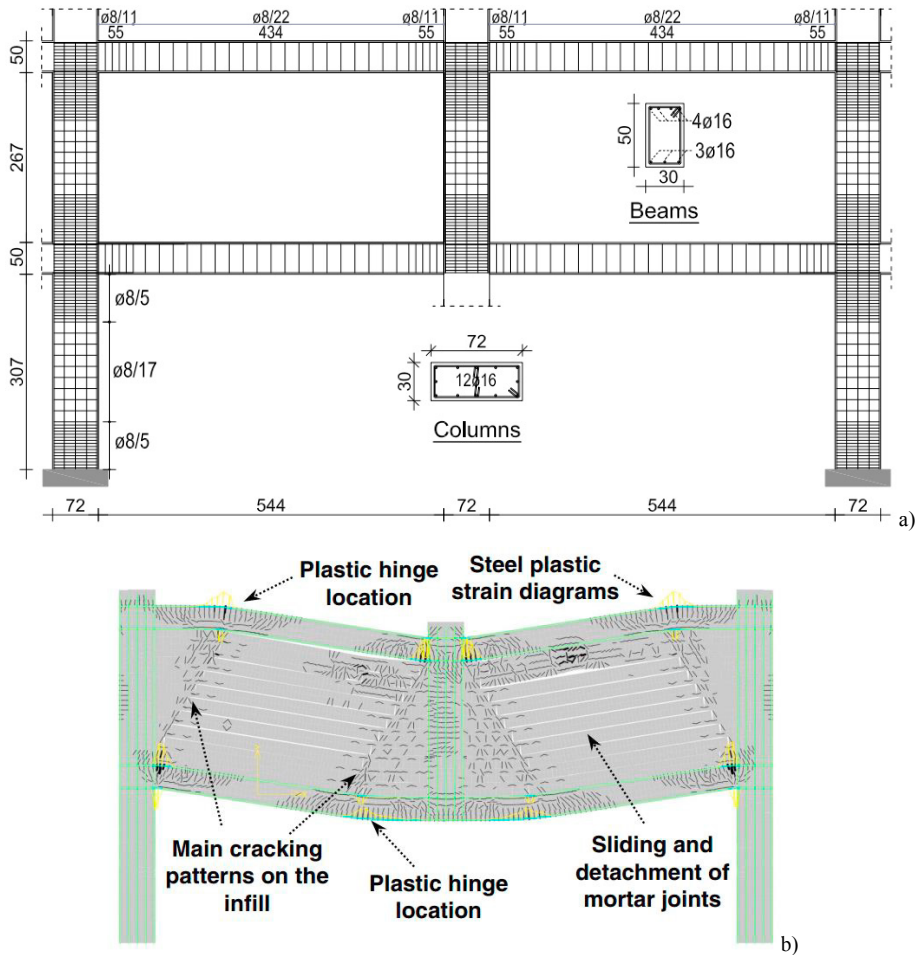 ø8/11 ø8/22 ø8/11 ø8/11 ø8/22 ø8/11
55 434 55 55 434 55
50
267
50
307
50
4ø16
3ø16
30
Beams
ø8/5
ø8/17
ø8/5
72
30
12ø16
Columns
72 544 72 544 72
a)
Plastic hinge
location
Steel plastic
strain diagrams
Main cracking
patterns on the
infill
Plastic hinge
location
Sliding and
detachment of
mortar joints
b)